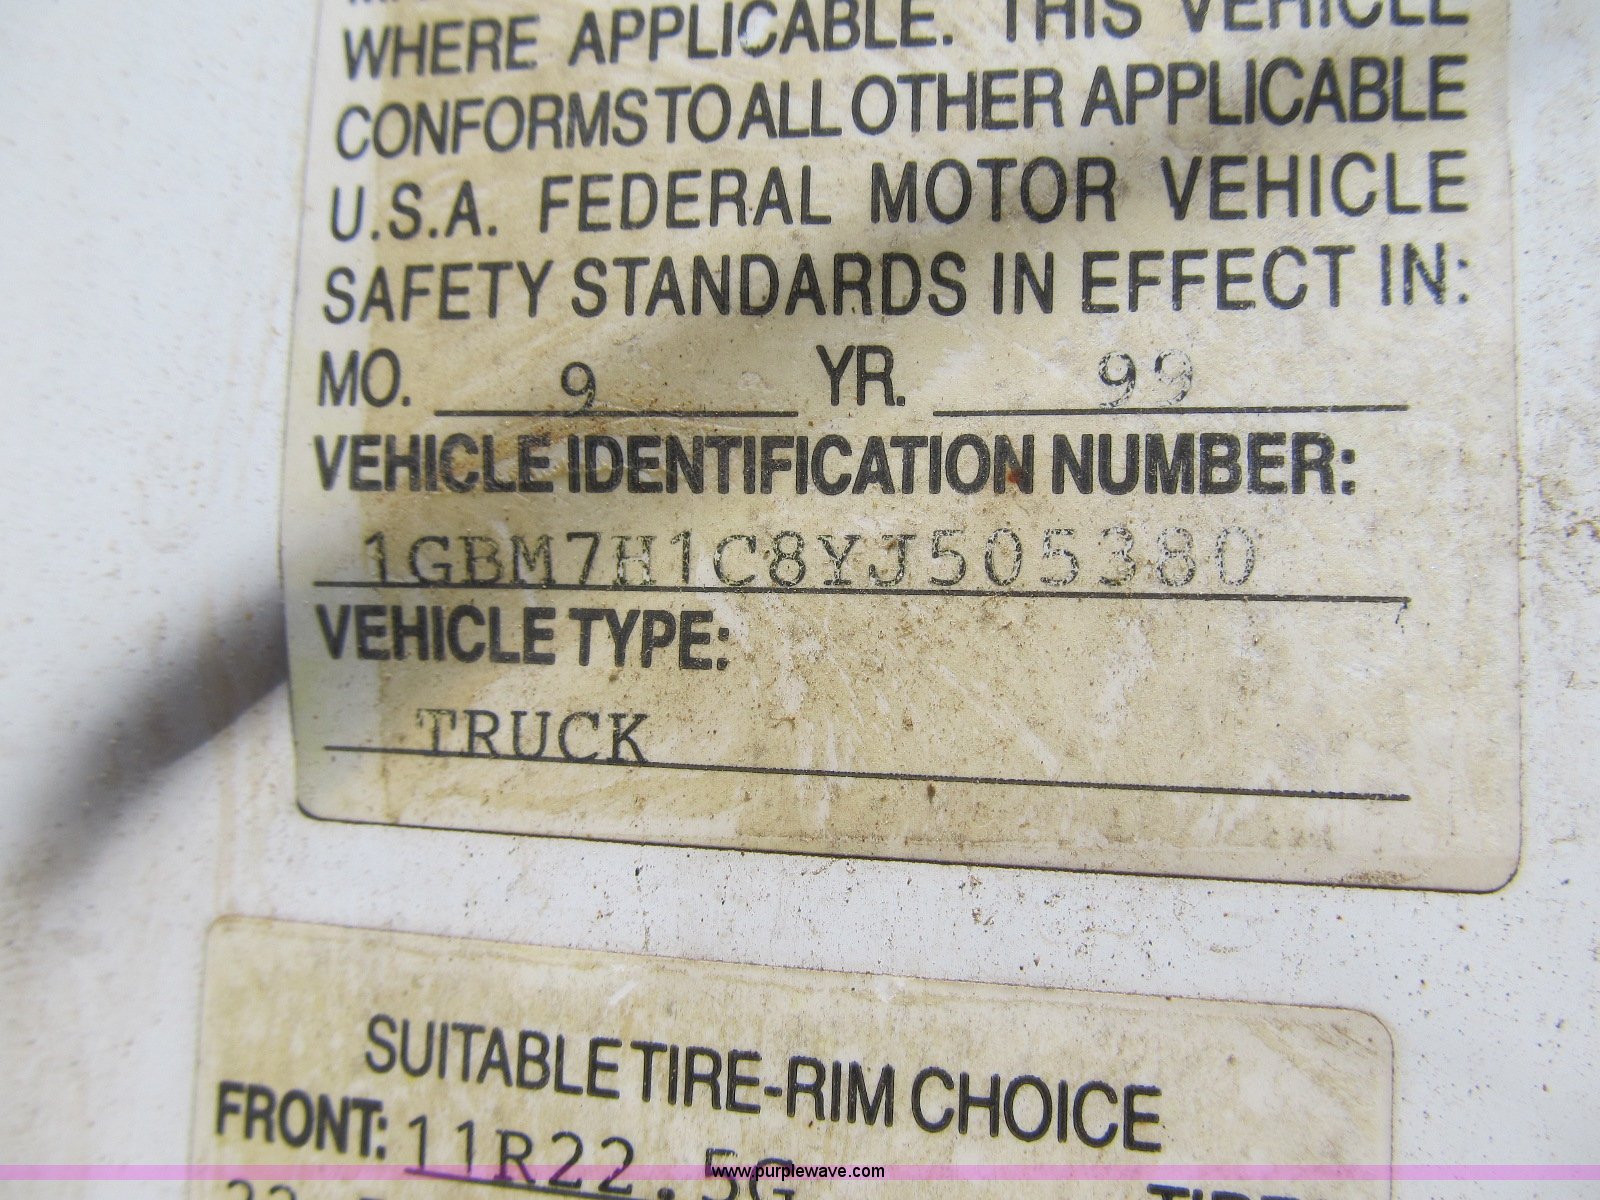 WHERE APPLICABLE. THIS VEHICLE
CONFORMS TO ALL OTHER APPLICABLE
U.S.A. FEDERAL MOTOR VEHICLE
SAFETY STANDARDS IN EFFECT IN:
MO. 9 YR. 99
VEHICLE IDENTIFICATION NUMBER:
1GBM7H1C8YJ505380
VEHICLE TYPE:
TRUCK
SUITABLE TIRE-RIM CHOICE
FRONT: 11R22.5G
www.purplewave.com